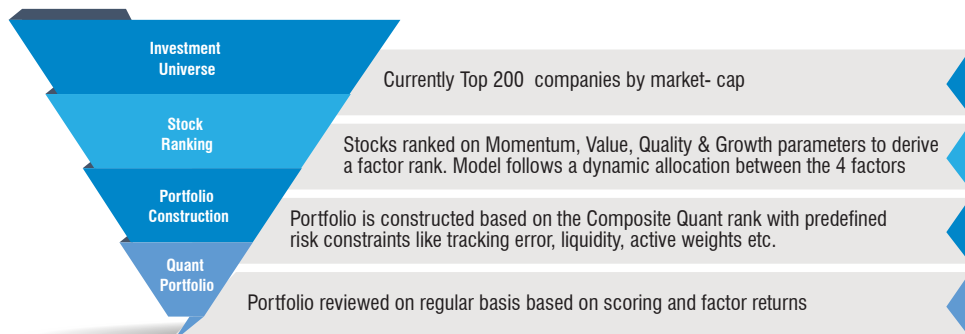 Investment
Universe
Currently Top 200 companies by market- cap
Stock
Ranking
Stocks ranked on Momentum, Value, Quality & Growth parameters to derive
a factor rank. Model follows a dynamic allocation between the 4 factors
Portfolio
Construction
Portfolio is constructed based on the Composite Quant rank with predefined
risk constraints like tracking error, liquidity, active weights etc.
Quant
Portfolio
Portfolio reviewed on regular basis based on scoring and factor returns